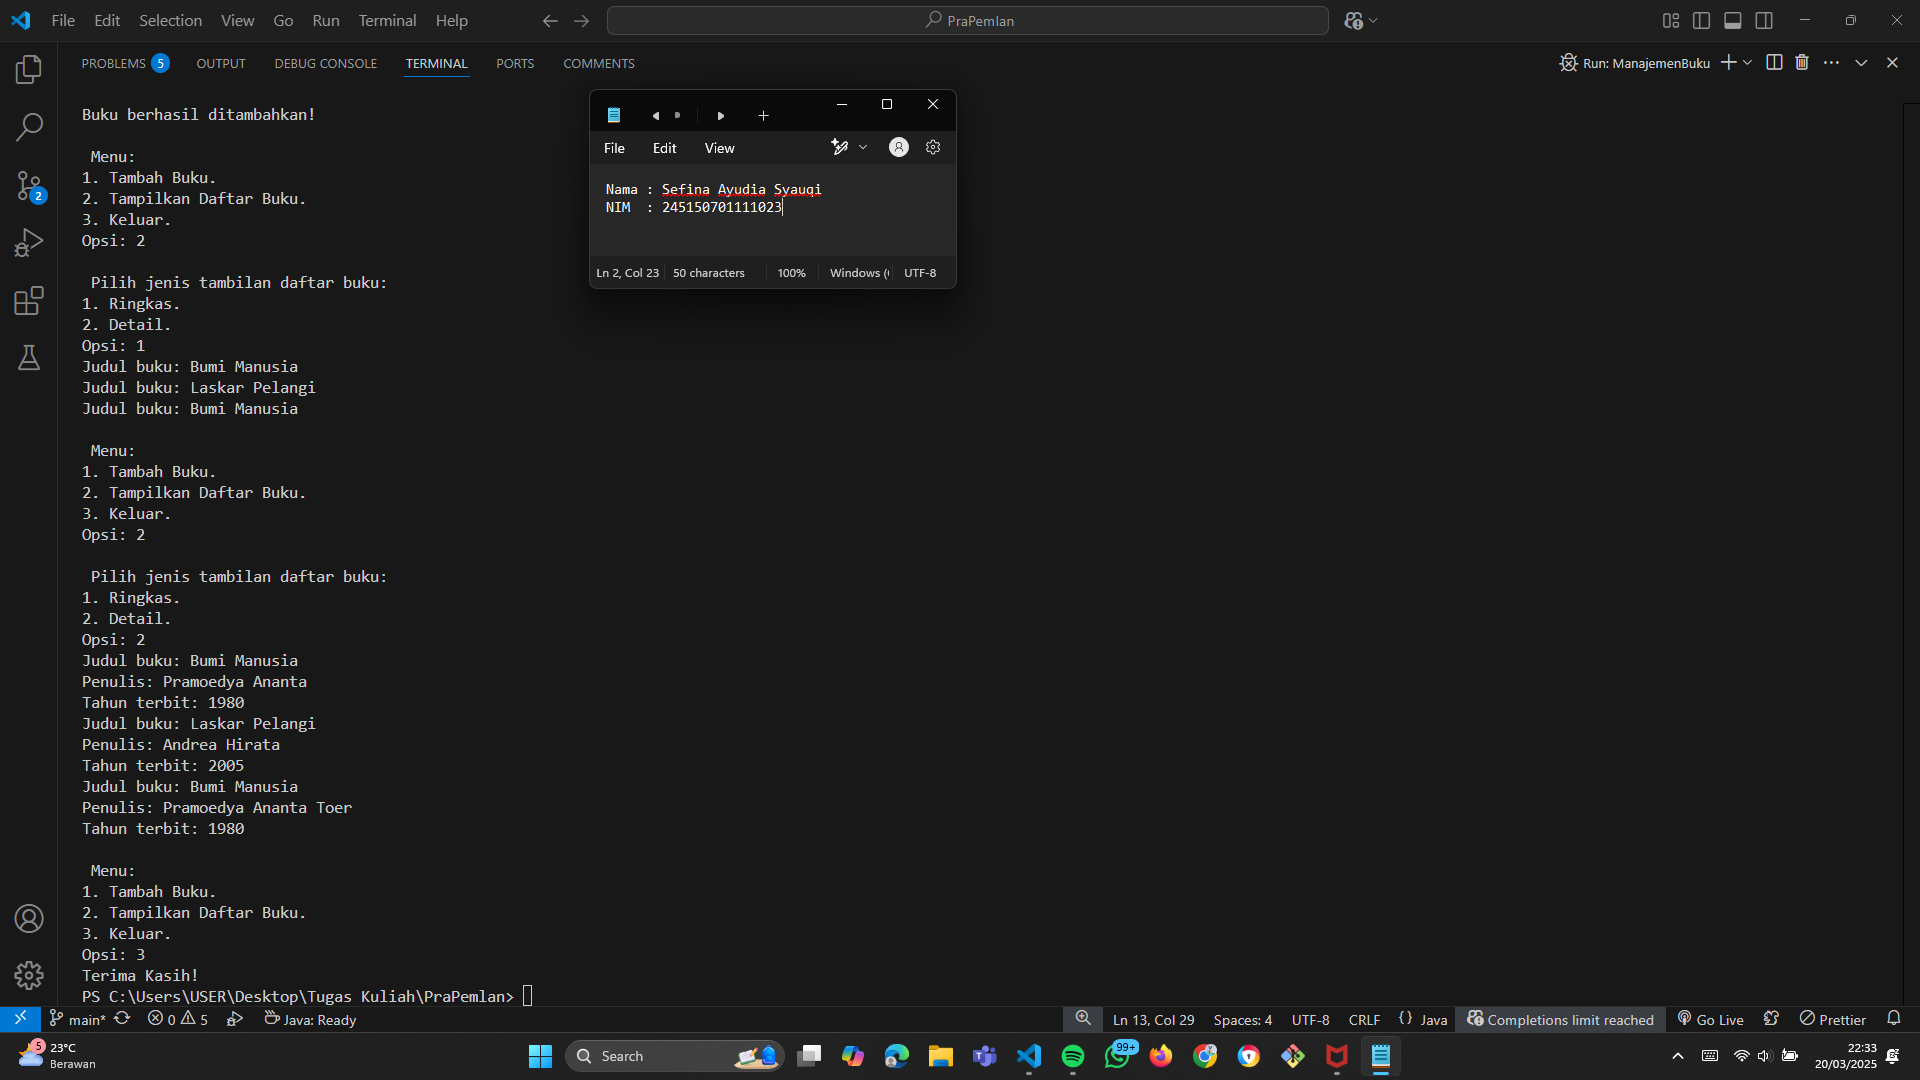 File Edit Selection View Go Run Terminal Help
PraPemlan
PROBLEMS 5 OUTPUT DEBUG CONSOLE TERMINAL PORTS COMMENTS
Run: ManajemenBuku
Buku berhasil ditambahkan!
Menu:
1. Tambah Buku.
2. Tampilkan Daftar Buku.
3. Keluar.
Opsi: 2
Pilih jenis tambilan daftar buku:
1. Ringkas.
2. Detail.
Opsi: 1
Judul buku: Bumi Manusia
Judul buku: Laskar Pelangi
Judul buku: Bumi Manusia
Menu:
1. Tambah Buku.
2. Tampilkan Daftar Buku.
3. Keluar.
Opsi: 2
Pilih jenis tambilan daftar buku:
1. Ringkas.
2. Detail.
Opsi: 2
Judul buku: Bumi Manusia
Penulis: Pramoedya Ananta
Tahun terbit: 1980
Judul buku: Laskar Pelangi
Penulis: Andrea Hirata
Tahun terbit: 2005
Judul buku: Bumi Manusia
Penulis: Pramoedya Ananta Toer
Tahun terbit: 1980
Menu:
1. Tambah Buku.
2. Tampilkan Daftar Buku.
3. Keluar.
Opsi: 3
Terima Kasih!
PS C:\Users\USER\Desktop\Tugas Kuliah\PraPemlan>
File Edit View
Nama : Sefina Ayudia Syauqi
NIM : 245150701111023
Ln 2, Col 23 50 characters 100% Windows ( UTF-8
2
main* 0 5 Java: Ready
Ln 13, Col 29 Spaces: 4 UTF-8 CRLF {} Java Completions limit reached Go Live Prettier
5 23°C
Berawan
Search
99+
22:33
20/03/2025